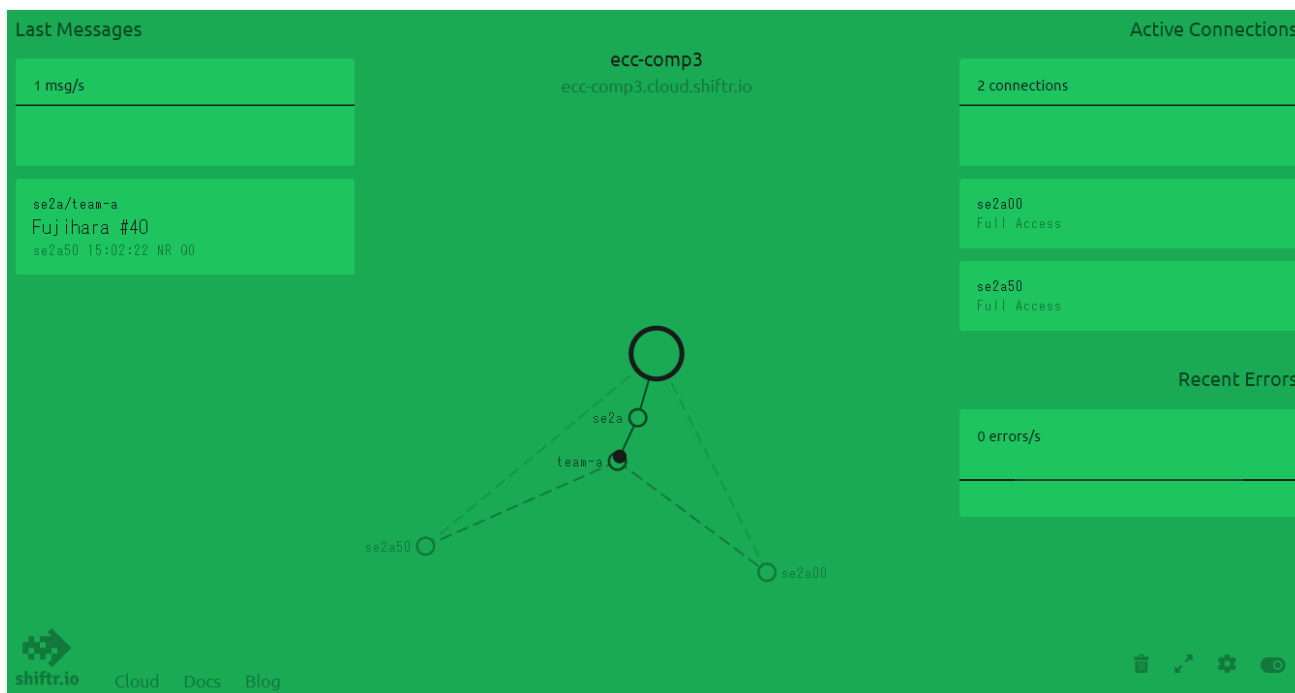 Last Messages
1 msg/s
se2a/team-a
Fujihara #40
se2a50 15:02:22 NR Q0
ecc-comp3
ecc-comp3.cloud.shiftr.io
Active Connections
2 connections
se2a00
Full Access
se2a50
Full Access
Recent Errors
0 errors/s
se2a
team-a
se2a50
se2a00
shiftr.io
Cloud Docs Blog